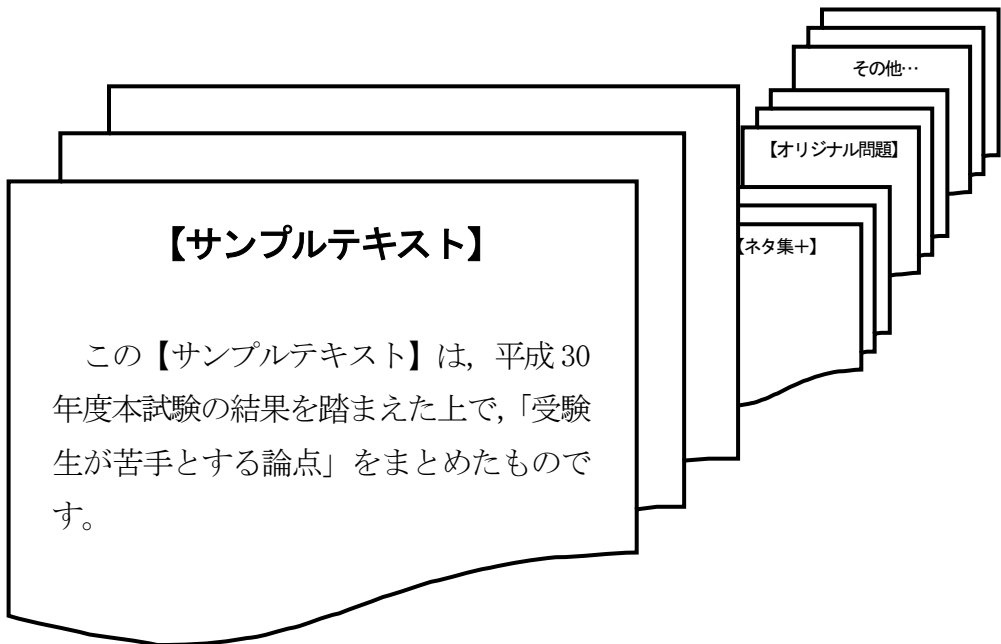 その他…
【オリジナル問題】
【ネタ集＋】
【サンプルテキスト】
この【サンプルテキスト】は，平成30
年度本試験の結果を踏まえた上で，「受験
生が苦手とする論点」をまとめたもので
す。